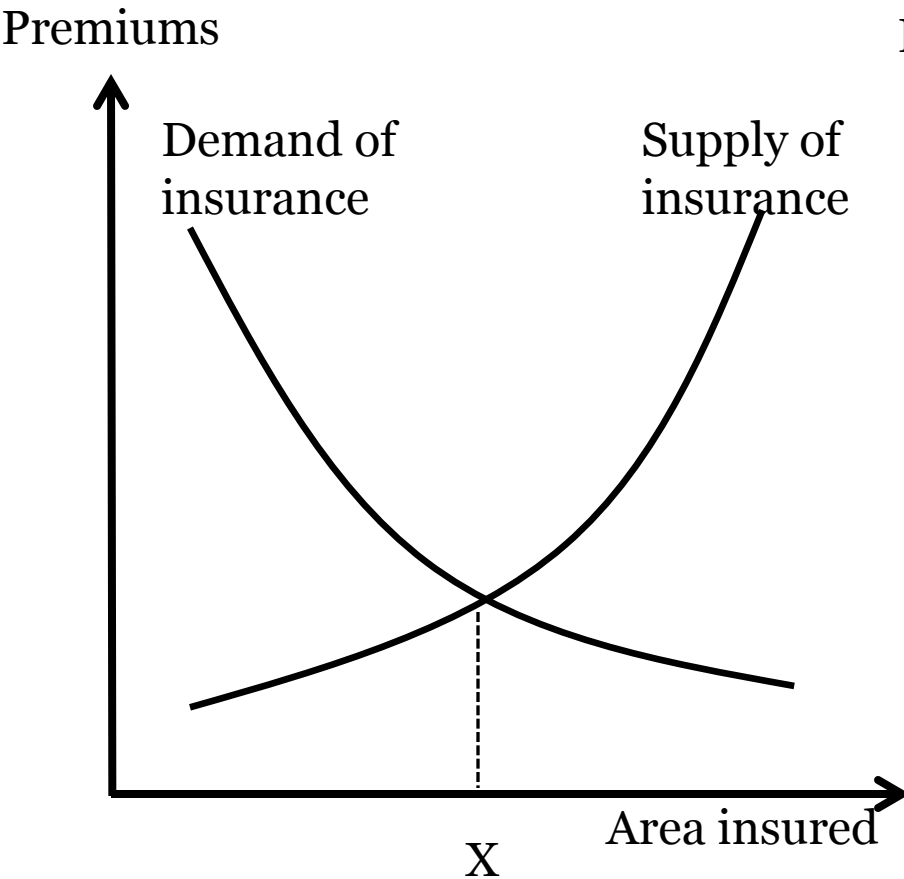 Premiums
Demand of
insurance
Supply of
insurance
Area insured
X